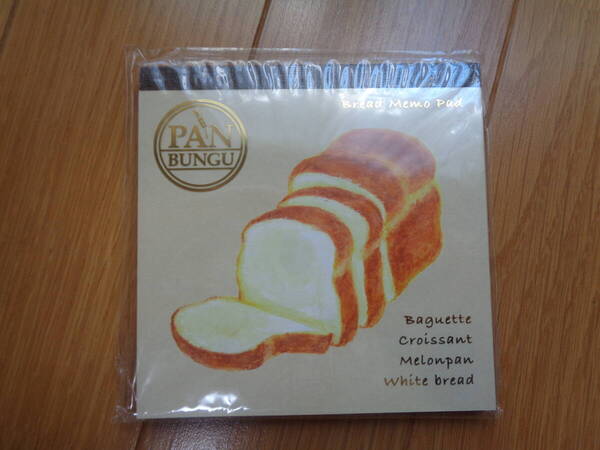 Bread Memo Pad
PAN
BUNGU
Baguette
Croissant
Melonpan
White bread